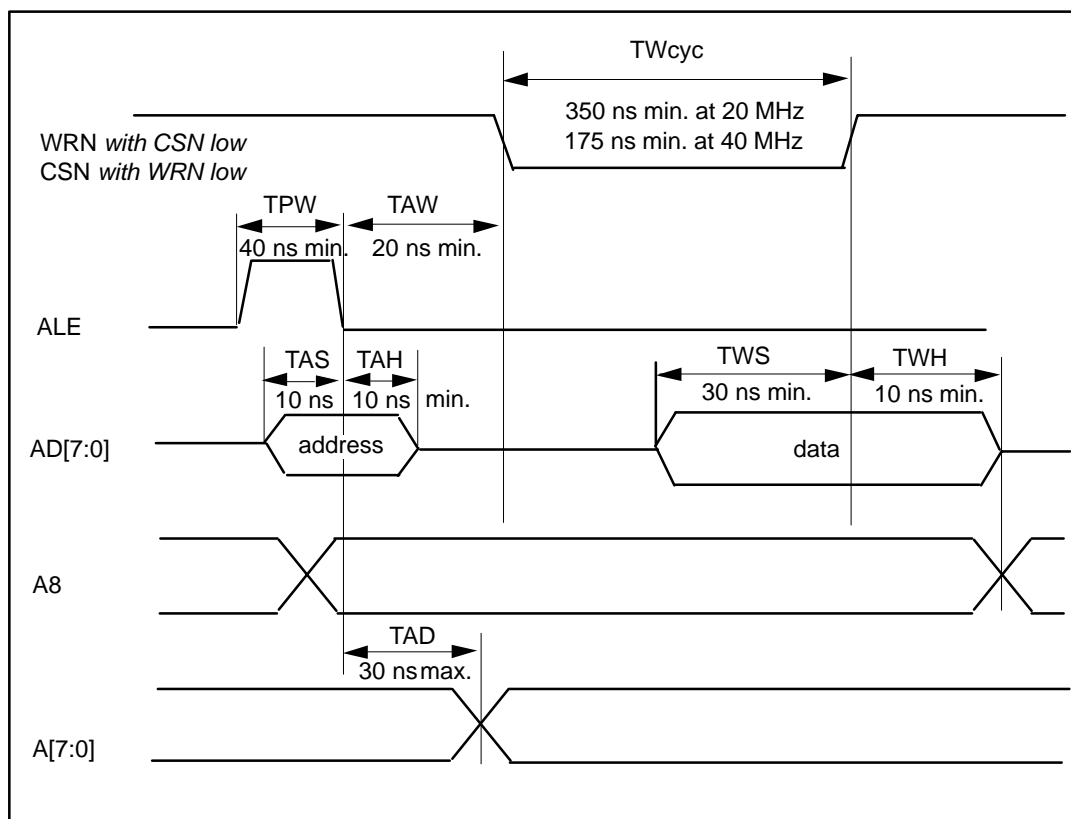 TWcyc
350 ns min. at 20 MHz
175 ns min. at 40 MHz
WRN with CSN low
CSN with WRN low
TPW
TAW
40 ns min.
20 ns min.
ALE
TAS
TAH
TWS
TWH
10 ns
10 ns
min.
30 ns min.
10 ns min.
AD[7:0]
address
data
A8
TAD
30 ns max.
A[7:0]